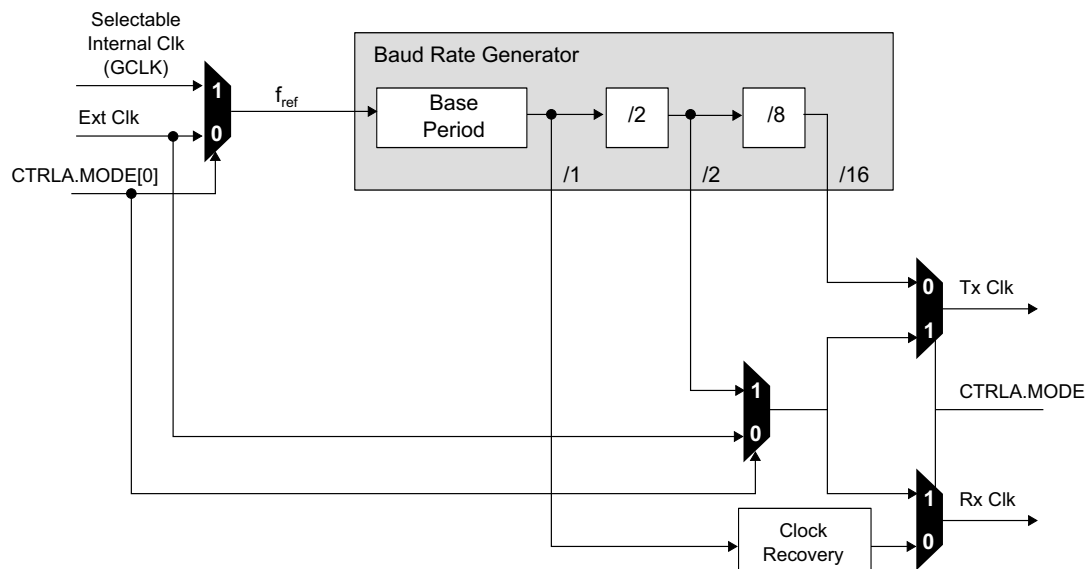 Selectable
Internal Clk
(GCLK)
Ext Clk
CTRLA.MODE[0]
1
0
fref
Baud Rate Generator
Base
Period
/2
/8
/1
/2
/16
0
1
Tx Clk
1
0
CTRLA.MODE
1
0
Rx Clk
Clock
Recovery